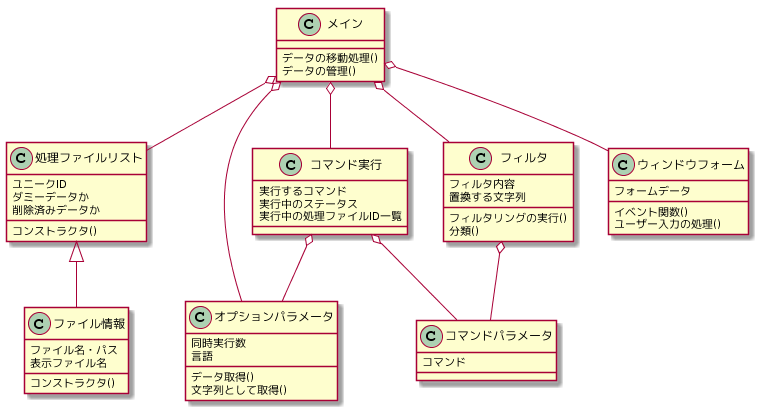 C メイン
データの移動処理()
データの管理()
C 処理ファイルリスト
ユニークID
ダミーデータか
削除済みデータか
コンストラクタ()
C コマンド実行
実行するコマンド
実行中のステータス
実行中の処理ファイルID一覧
C フィルタ
フィルタ内容
置換する文字列
フィルタリングの実行()
分類()
C ウィンドウフォーム
フォームデータ
イベント関数()
ユーザー入力の処理()
C ファイル情報
ファイル名・パス
表示ファイル名
コンストラクタ()
C オプションパラメータ
同時実行数
言語
データ取得()
文字列として取得()
C コマンドパラメータ
コマンド